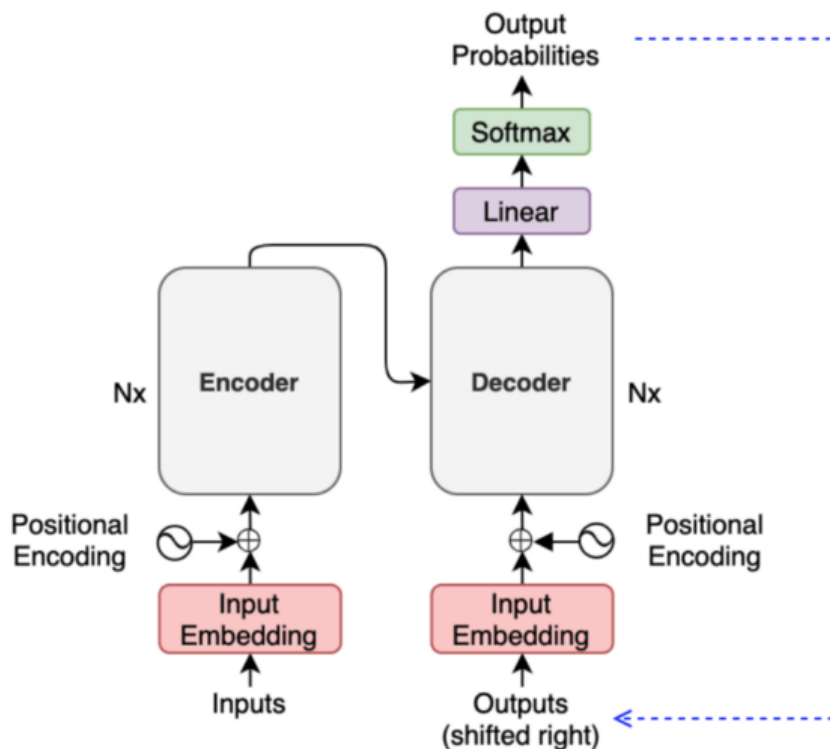 Output
Probabilities
Softmax
Linear
Encoder
Decoder
Nx
Nx
Positional
Encoding
Positional
Encoding
Input
Embedding
Input
Embedding
Inputs
Outputs
(shifted right)